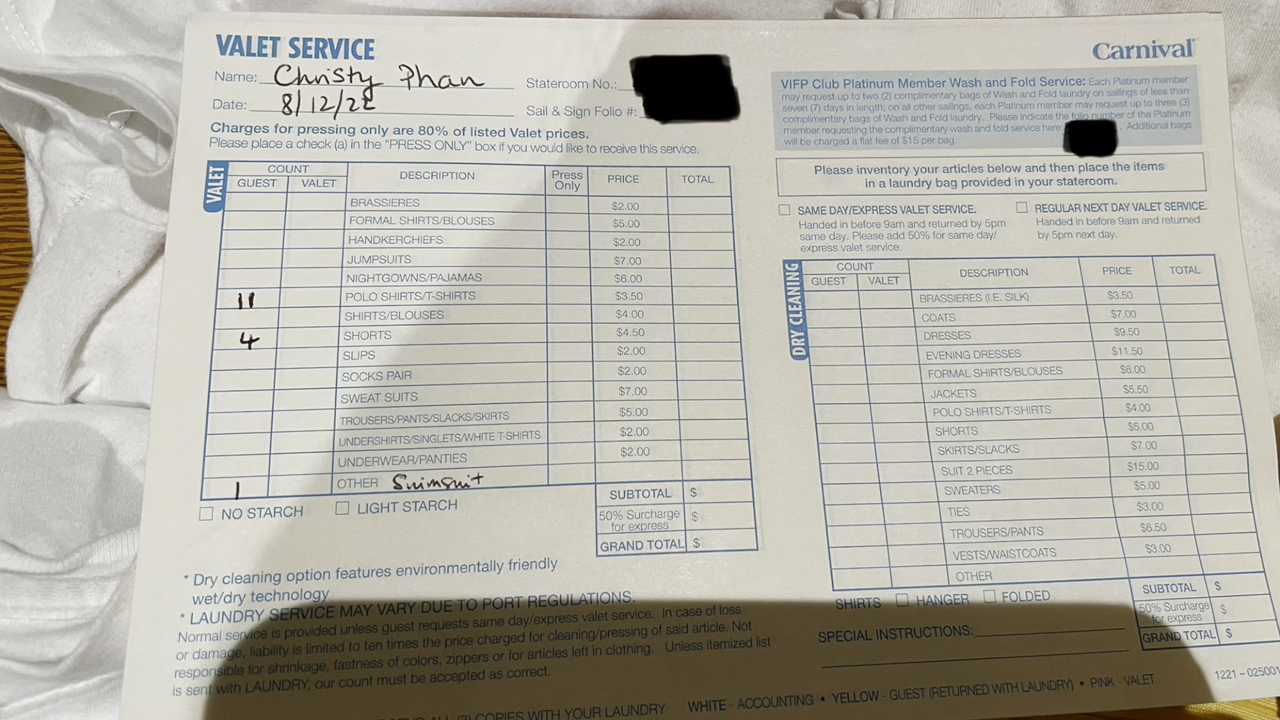 VALET SERVICE
Carnival
Name: Christy Phan
Stateroom No.:
Date: 8/12/22
Sail & Sign Folio #:
Charges for pressing only are 80% of listed Valet prices.
Please place a check (a) in the "PRESS ONLY" box if you would like to receive this service.
VALET
COUNT DESCRIPTION Press Only PRICE TOTAL
GUEST VALET
BRASSIERES $2.00
FORMAL SHIRTS/BLOUSES $5.00
HANDKERCHIEFS $2.00
JUMPSUITS $7.00
NIGHTGOWNS/PAJAMAS $6.00
11 POLO SHIRTS/T-SHIRTS $3.50
SHIRTS/BLOUSES $4.00
4 SHORTS $4.50
SLIPS $2.00
SOCKS PAIR $2.00
SWEAT SUITS $7.00
TROUSERS/PANTS/SLACKS/SKIRTS $5.00
UNDERSHIRTS/SINGLETS/WHITE T-SHIRTS $2.00
UNDERWEAR/PANTIES $2.00
1 OTHER Suimsuit
NO STARCH LIGHT STARCH
SUBTOTAL $
50% Surcharge for express $
GRAND TOTAL $
* Dry cleaning option features environmentally friendly
wet/dry technology
* LAUNDRY SERVICE MAY VARY DUE TO PORT REGULATIONS.
Normal service is provided unless guest requests same day/express valet service. In case of loss
or damage, liability is limited to ten times the price charged for cleaning/pressing of said article. Not
responsible for shrinkage, fastness of colors, zippers or for articles left in clothing. Unless itemized list
is sent with LAUNDRY, our count must be accepted as correct.
VIFP Club Platinum Member Wash and Fold Service: Each Platinum member
may request up to two (2) complimentary bags of Wash and Fold laundry on sailings of less than
seven (7) days in length; on all other sailings, each Platinum member may request up to three (3)
complimentary bags of Wash and Fold laundry. Please indicate the folio number of the Platinum
member requesting the complimentary wash and fold service here: . Additional bags
will be charged a flat fee of $15 per bag.
Please inventory your articles below and then place the items
in a laundry bag provided in your stateroom.
SAME DAY/EXPRESS VALET SERVICE.
Handed in before 9am and returned by 5pm
same day. Please add 50% for same day/
express valet service.
REGULAR NEXT DAY VALET SERVICE.
Handed in before 9am and returned
by 5pm next day.
DRY CLEANING
COUNT DESCRIPTION PRICE TOTAL
GUEST VALET
BRASSIERES (I.E. SILK) $3.50
COATS $7.00
DRESSES $9.50
EVENING DRESSES $11.50
FORMAL SHIRTS/BLOUSES $6.00
JACKETS $5.50
POLO SHIRTS/T-SHIRTS $4.00
SHORTS $5.00
SKIRTS/SLACKS $7.00
SUIT 2 PIECES $15.00
SWEATERS $5.00
TIES $3.00
TROUSERS/PANTS $6.50
VESTS/WAISTCOATS $3.00
OTHER
SHIRTS HANGER FOLDED
SUBTOTAL $
50% Surcharge for express $
GRAND TOTAL $
SPECIAL INSTRUCTIONS:
1221 - 025001
COPIES WITH YOUR LAUNDRY WHITE - ACCOUNTING • YELLOW - GUEST (RETURNED WITH LAUNDRY) • PINK - VALET